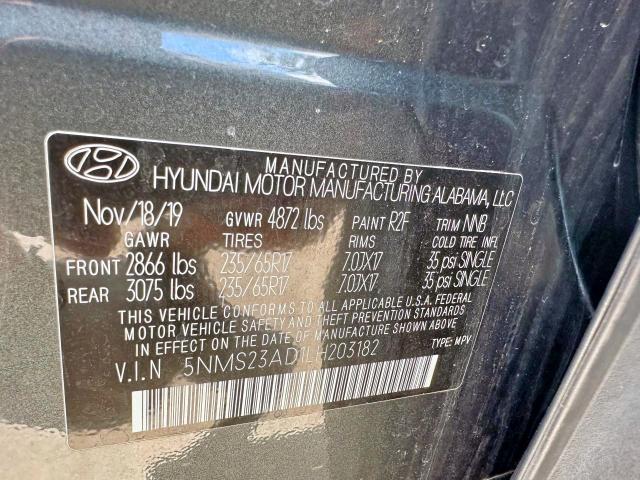 MANUFACTURED BY
HYUNDAI MOTOR MANUFACTURING ALABAMA, LLC
Nov/18/19 GVWR 4872 lbs PAINT R2F TRIM NNB
GAWR TIRES RIMS COLD TIRE INFL
FRONT 2866 lbs 235/65R17 7.0JX17 35 psi SINGLE
REAR 3075 lbs 235/65R17 7.0JX17 35 psi SINGLE
THIS VEHICLE CONFORMS TO ALL APPLICABLE U.S.A. FEDERAL
MOTOR VEHICLE SAFETY AND BUMPER STANDARDS
IN EFFECT ON THE DATE OF MANUFACTURE SHOWN ABOVE.
V.I.N 5NMS23AD1LH203182 TYPE: MPV